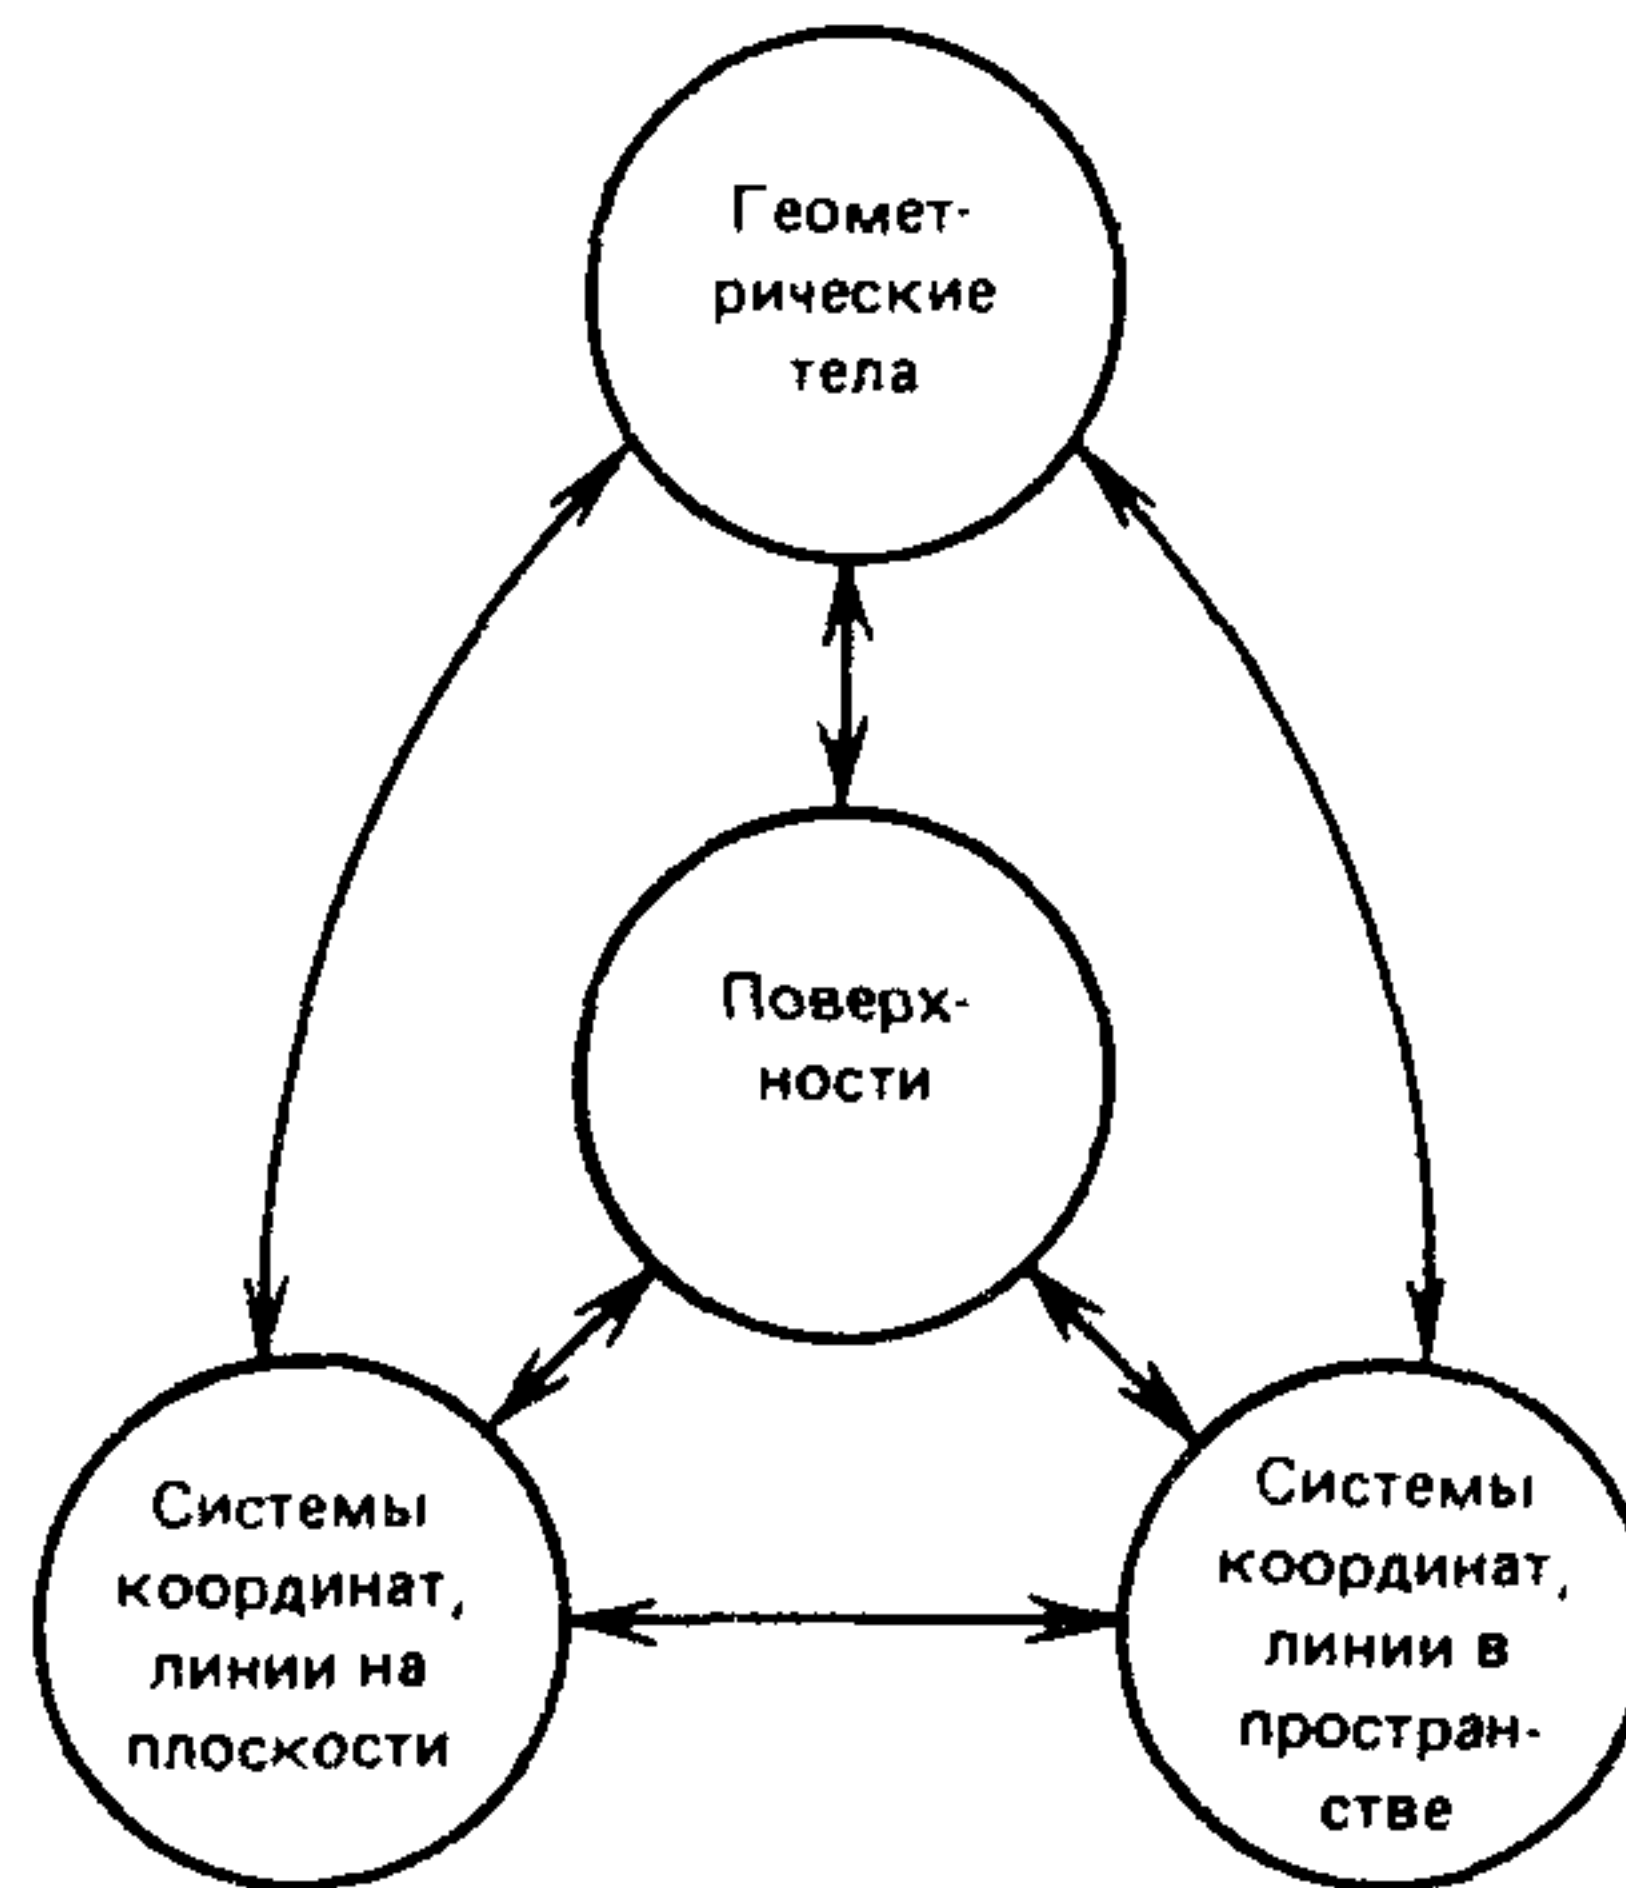 Геомет-
рические
тела
Поверх-
ности
Системы
координат,
линии на
плоскости
Системы
координат,
линии в
простран-
стве